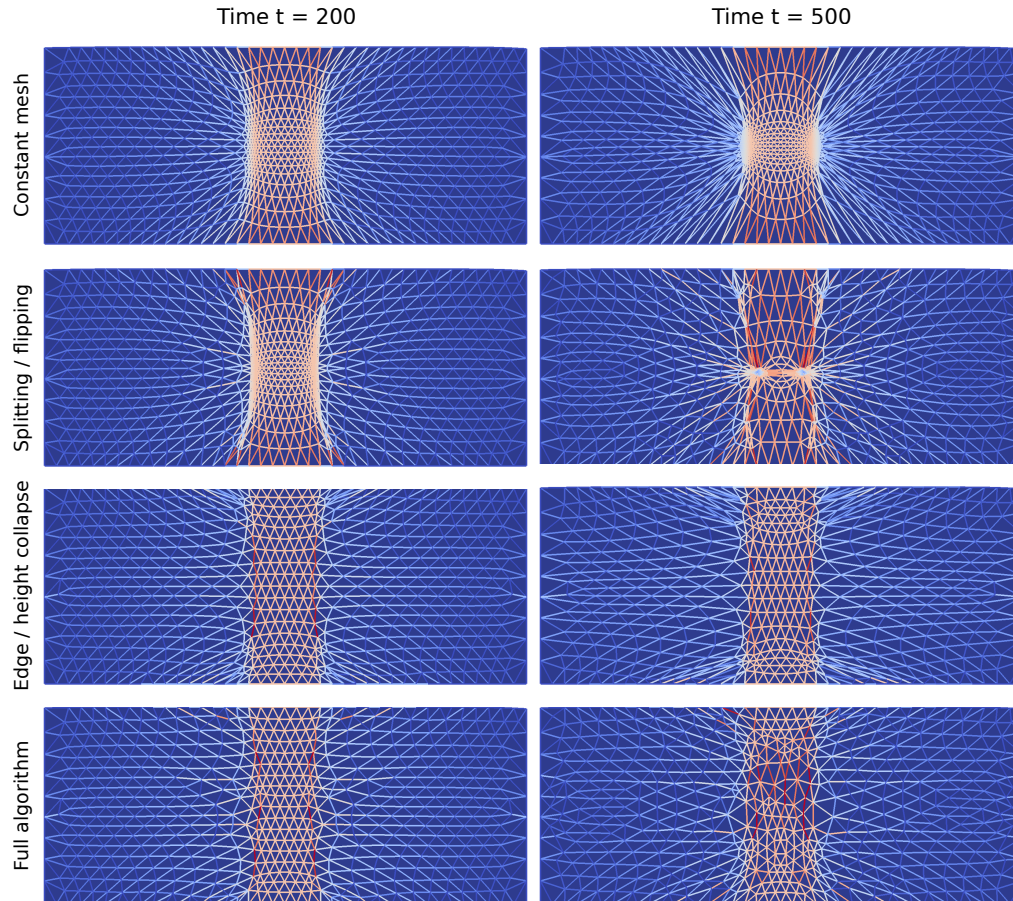 Time t = 200
Time t = 500
Constant mesh
Splitting / flipping
Edge / height collapse
Full algorithm